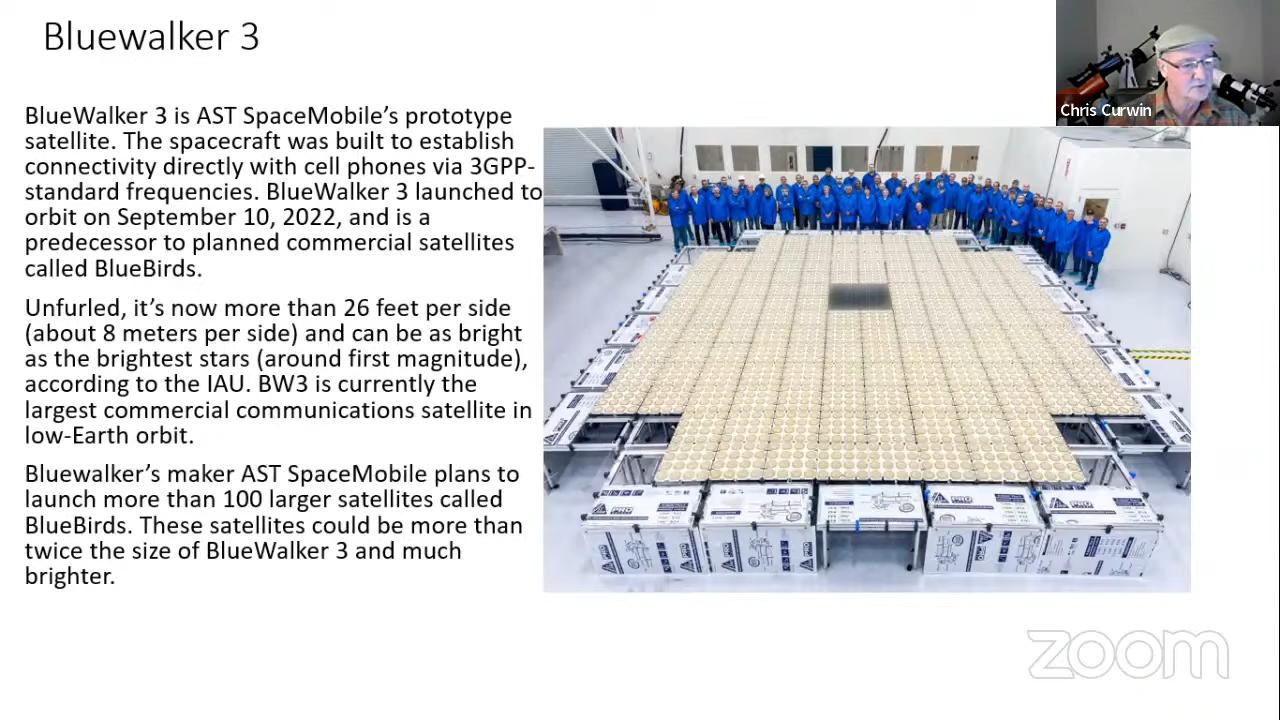 Bluewalker 3
Chris Curwin
BlueWalker 3 is AST SpaceMobile’s prototype
satellite. The spacecraft was built to establish
connectivity directly with cell phones via 3GPP-
standard frequencies. BlueWalker 3 launched to
orbit on September 10, 2022, and is a
predecessor to planned commercial satellites
called BlueBirds.
Unfurled, it’s now more than 26 feet per side
(about 8 meters per side) and can be as bright
as the brightest stars (around first magnitude),
according to the IAU. BW3 is currently the
largest commercial communications satellite in
low-Earth orbit.
Bluewalker’s maker AST SpaceMobile plans to
launch more than 100 larger satellites called
BlueBirds. These satellites could be more than
twice the size of BlueWalker 3 and much
brighter.
PRO
PRO
zoom